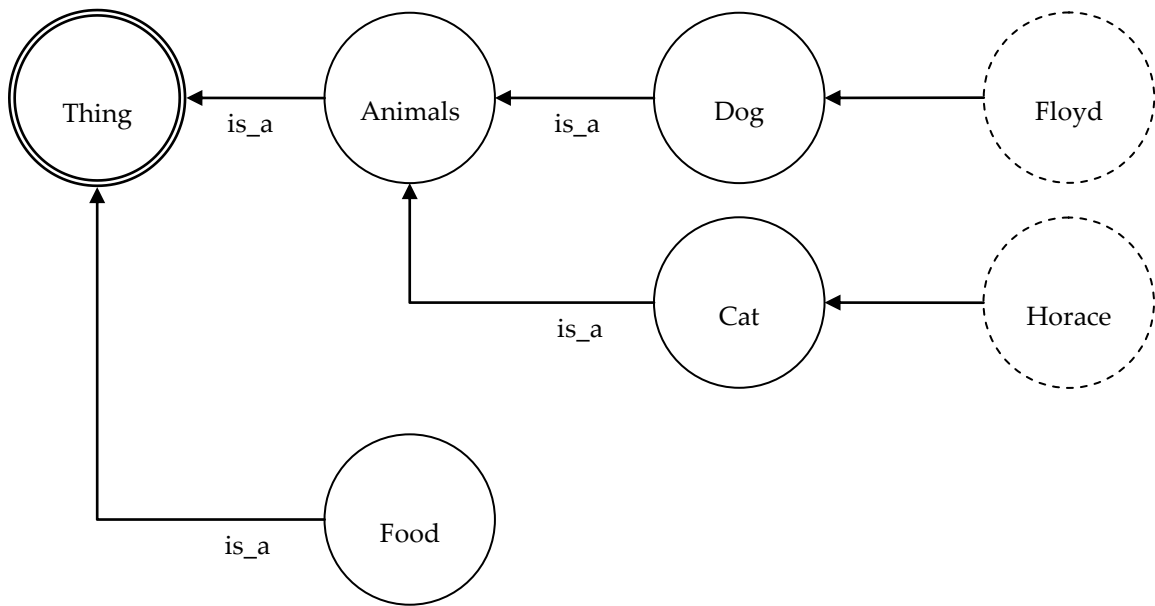 Thing
Animals
Dog
Floyd
is_a
is_a
Cat
Horace
is_a
Food
is_a